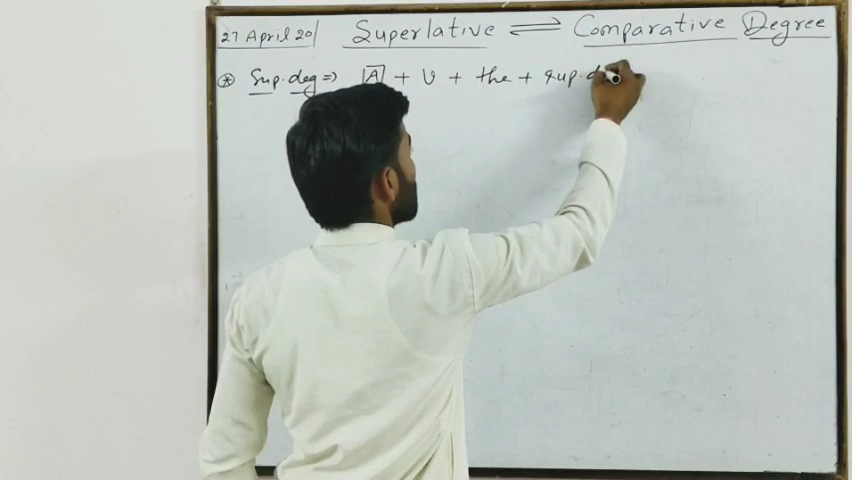 27 April 20 Superlative ⇌ Comparative Degree
⊛ Sup. deg ⇒ [A] + V + the + sup. d